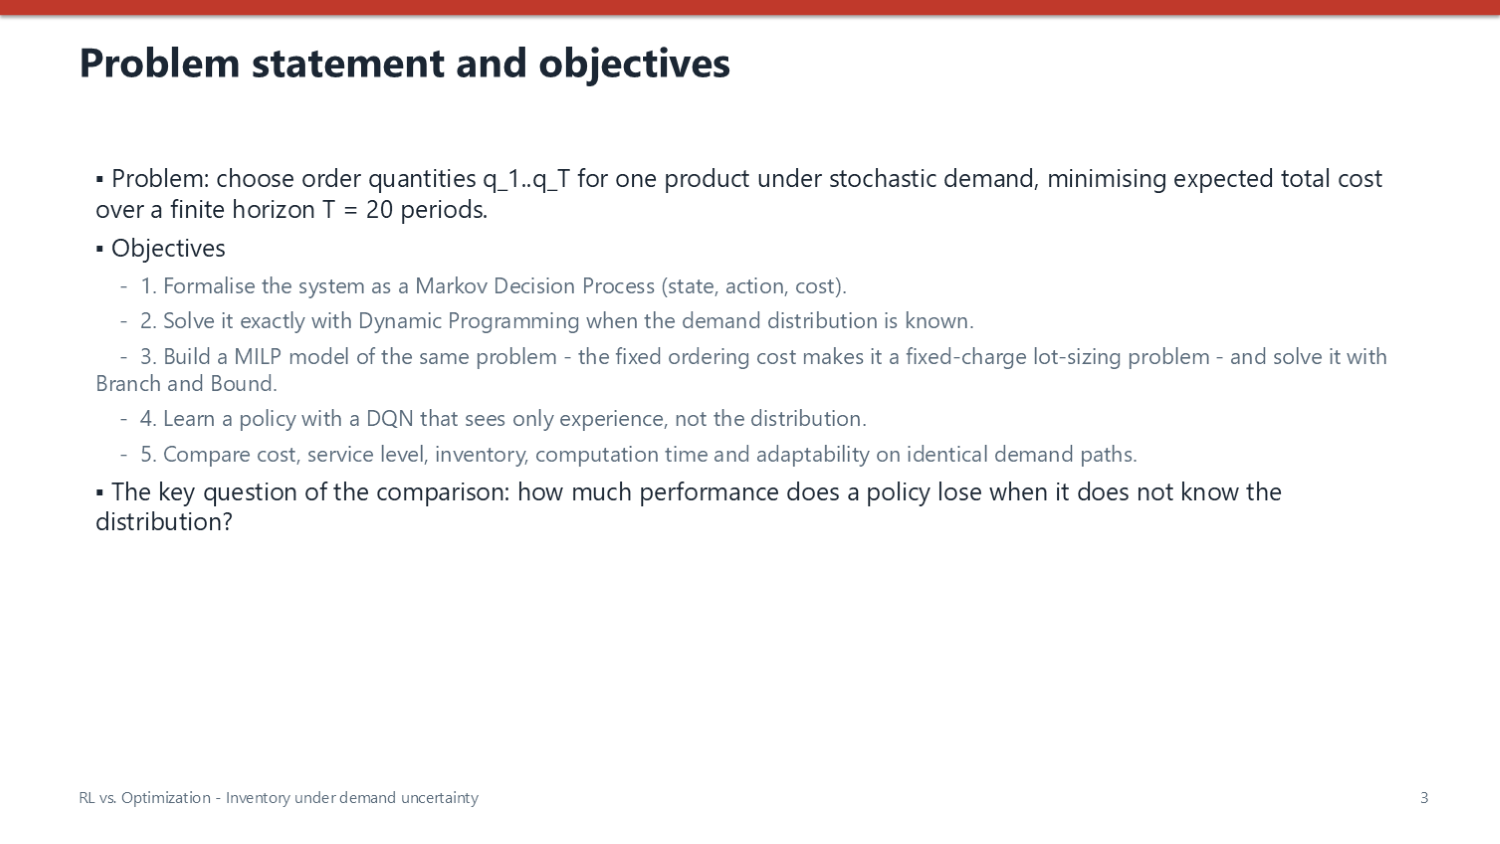 Problem statement and objectives
▪ Problem: choose order quantities q_1..q_T for one product under stochastic demand, minimising expected total cost
over a finite horizon T = 20 periods.
▪ Objectives
- 1. Formalise the system as a Markov Decision Process (state, action, cost).
- 2. Solve it exactly with Dynamic Programming when the demand distribution is known.
- 3. Build a MILP model of the same problem - the fixed ordering cost makes it a fixed-charge lot-sizing problem - and solve it with
Branch and Bound.
- 4. Learn a policy with a DQN that sees only experience, not the distribution.
- 5. Compare cost, service level, inventory, computation time and adaptability on identical demand paths.
▪ The key question of the comparison: how much performance does a policy lose when it does not know the
distribution?
RL vs. Optimization - Inventory under demand uncertainty
3